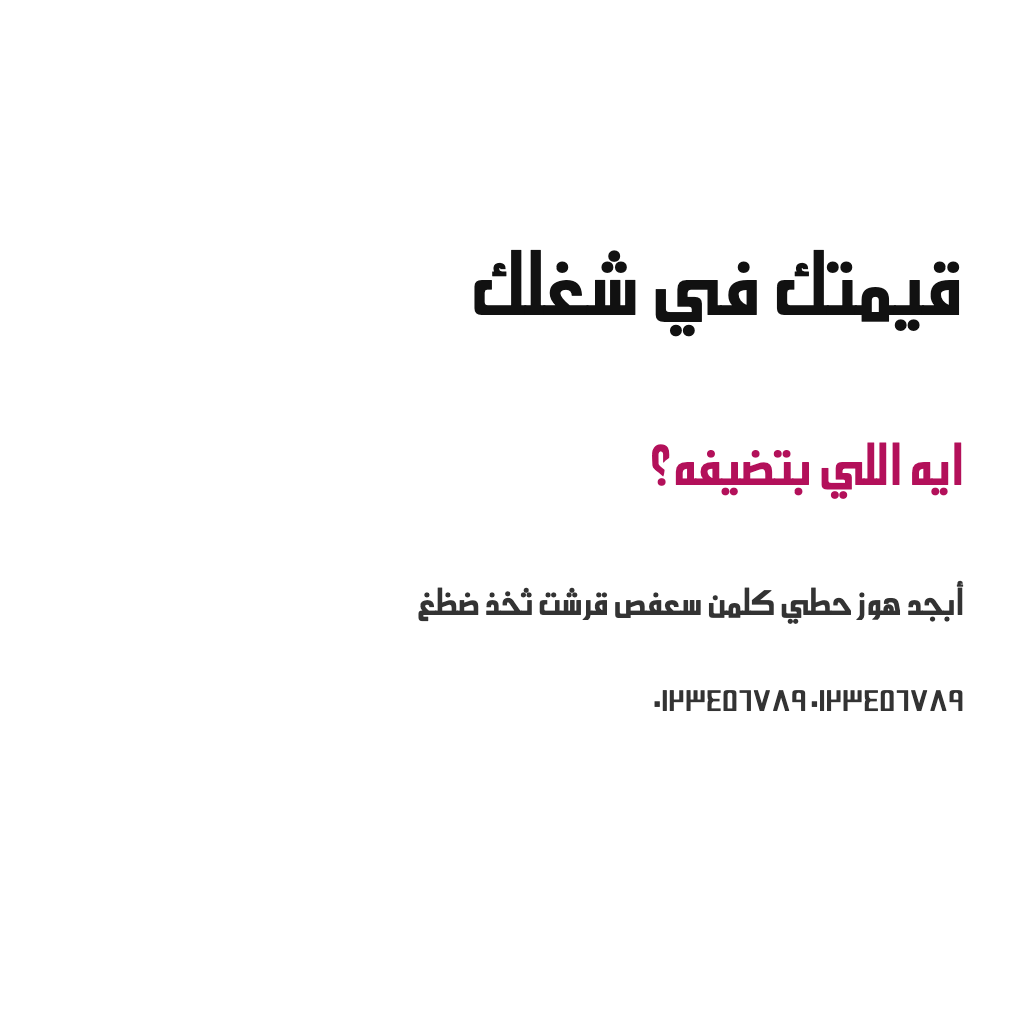 قيمتك في شغلك
ايه اللي بتضيفه؟
أبجد هوز حطي كلمن سعفص قرشت ثخذ ضظغ
٠١٢٣٤٥٦٧٨٩ ٠١٢٣٤٥٦٧٨٩